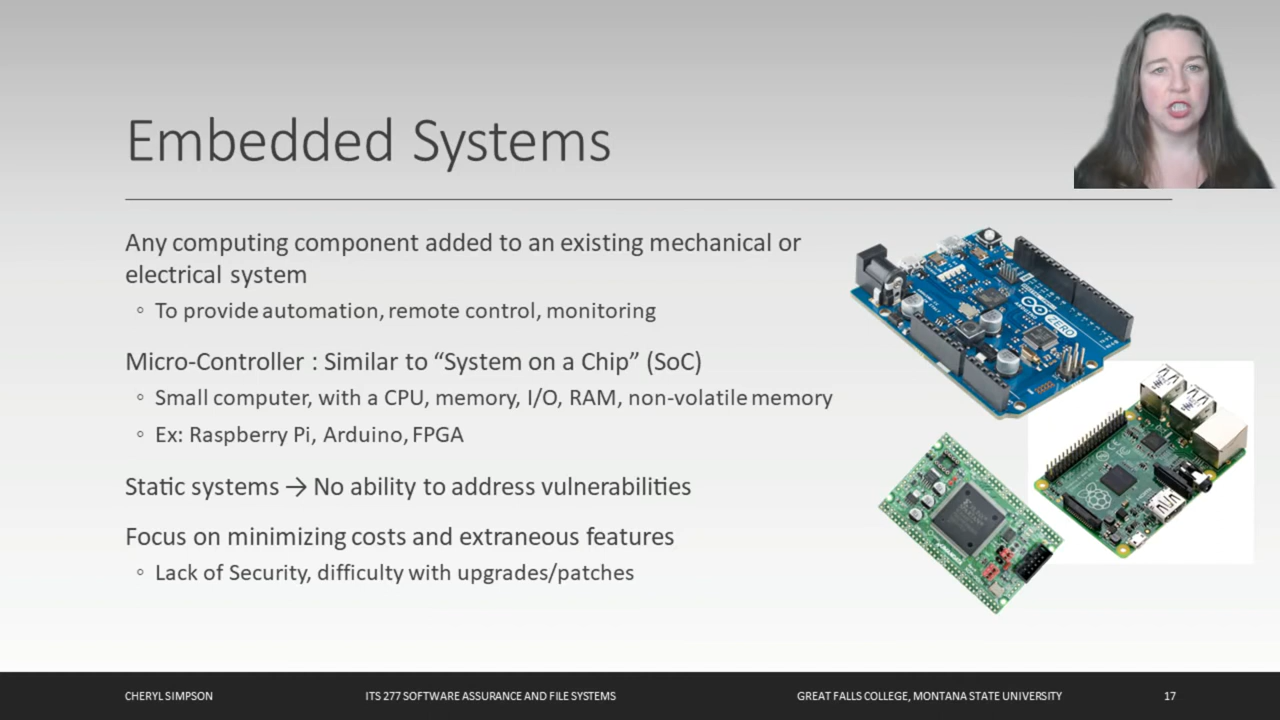 Embedded Systems
Any computing component added to an existing mechanical or
electrical system
◦ To provide automation, remote control, monitoring
Micro-Controller : Similar to “System on a Chip” (SoC)
◦ Small computer, with a CPU, memory, I/O, RAM, non-volatile memory
◦ Ex: Raspberry Pi, Arduino, FPGA
Static systems → No ability to address vulnerabilities
Focus on minimizing costs and extraneous features
◦ Lack of Security, difficulty with upgrades/patches
ZERO
CHERYL SIMPSON
ITS 277 SOFTWARE ASSURANCE AND FILE SYSTEMS
GREAT FALLS COLLEGE, MONTANA STATE UNIVERSITY
17